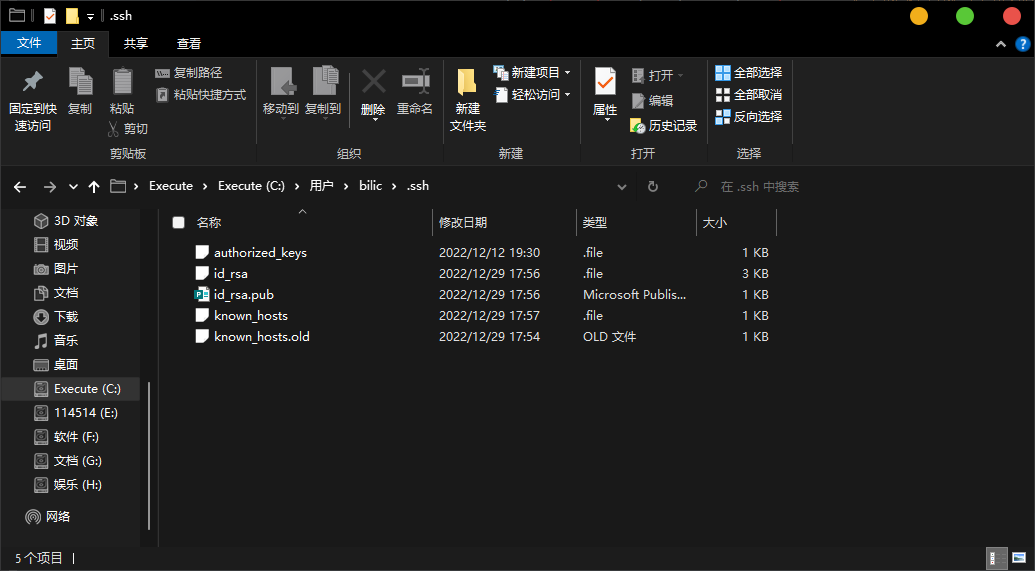 .ssh
文件 主页 共享 查看
固定到快
速访问
复制
粘贴
复制路径
粘贴快捷方式
剪切
剪贴板
移动到 复制到 删除 重命名
组织
新建
文件夹
新建项目
轻松访问
新建
属性
打开
编辑
历史记录
打开
全部选择
全部取消
反向选择
选择
Execute Execute (C:) 用户 bilic .ssh
在 .ssh 中搜索
3D 对象
视频
图片
文档
下载
音乐
桌面
Execute (C:)
114514 (E:)
软件 (F:)
文档 (G:)
娱乐 (H:)
网络
名称 修改日期 类型 大小
authorized_keys 2022/12/12 19:30 .file 1 KB
id_rsa 2022/12/29 17:56 .file 3 KB
id_rsa.pub 2022/12/29 17:56 Microsoft Publis... 1 KB
known_hosts 2022/12/29 17:57 .file 1 KB
known_hosts.old 2022/12/29 17:54 OLD 文件 1 KB
5 个项目